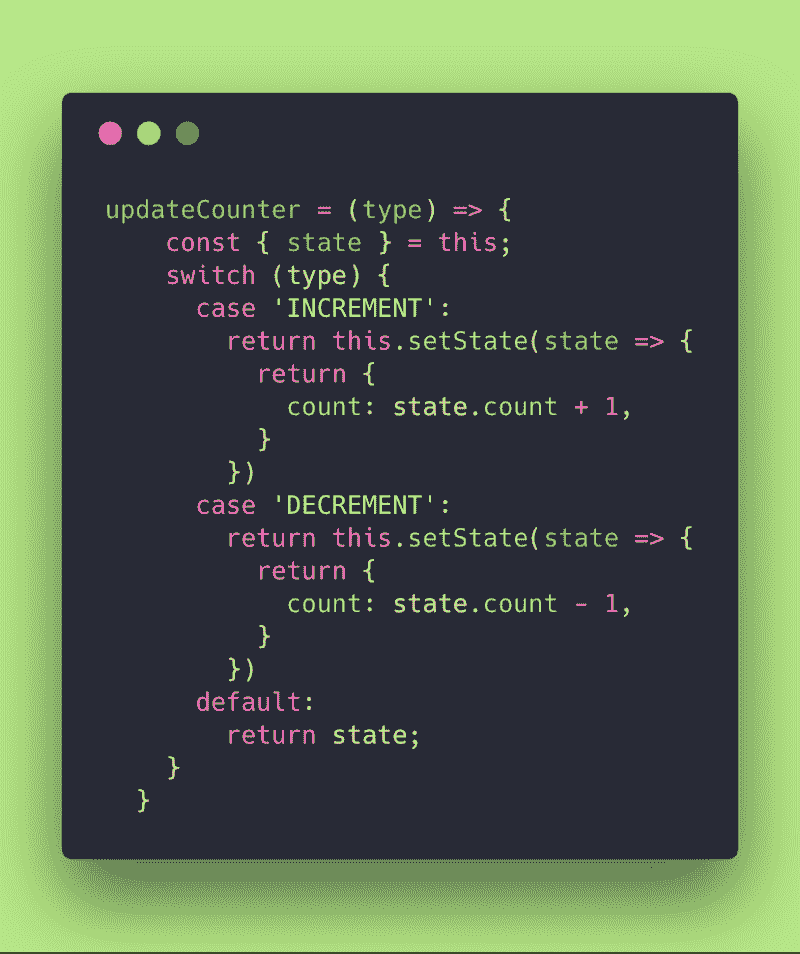 updateCounter = (type) => {
    const { state } = this;
    switch (type) {
      case 'INCREMENT':
        return this.setState(state => {
          return {
            count: state.count + 1,
          }
        })
      case 'DECREMENT':
        return this.setState(state => {
          return {
            count: state.count - 1,
          }
        })
      default:
        return state;
    }
  }